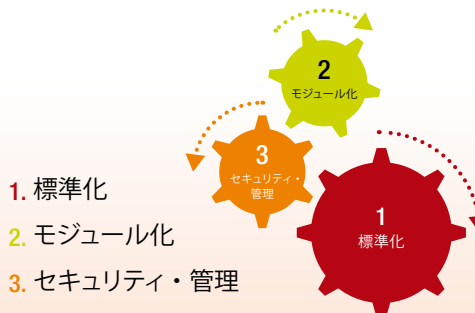 2
モジュール化
3
セキュリティ・
管理
1
標準化
1. 標準化
2. モジュール化
3. セキュリティ・管理